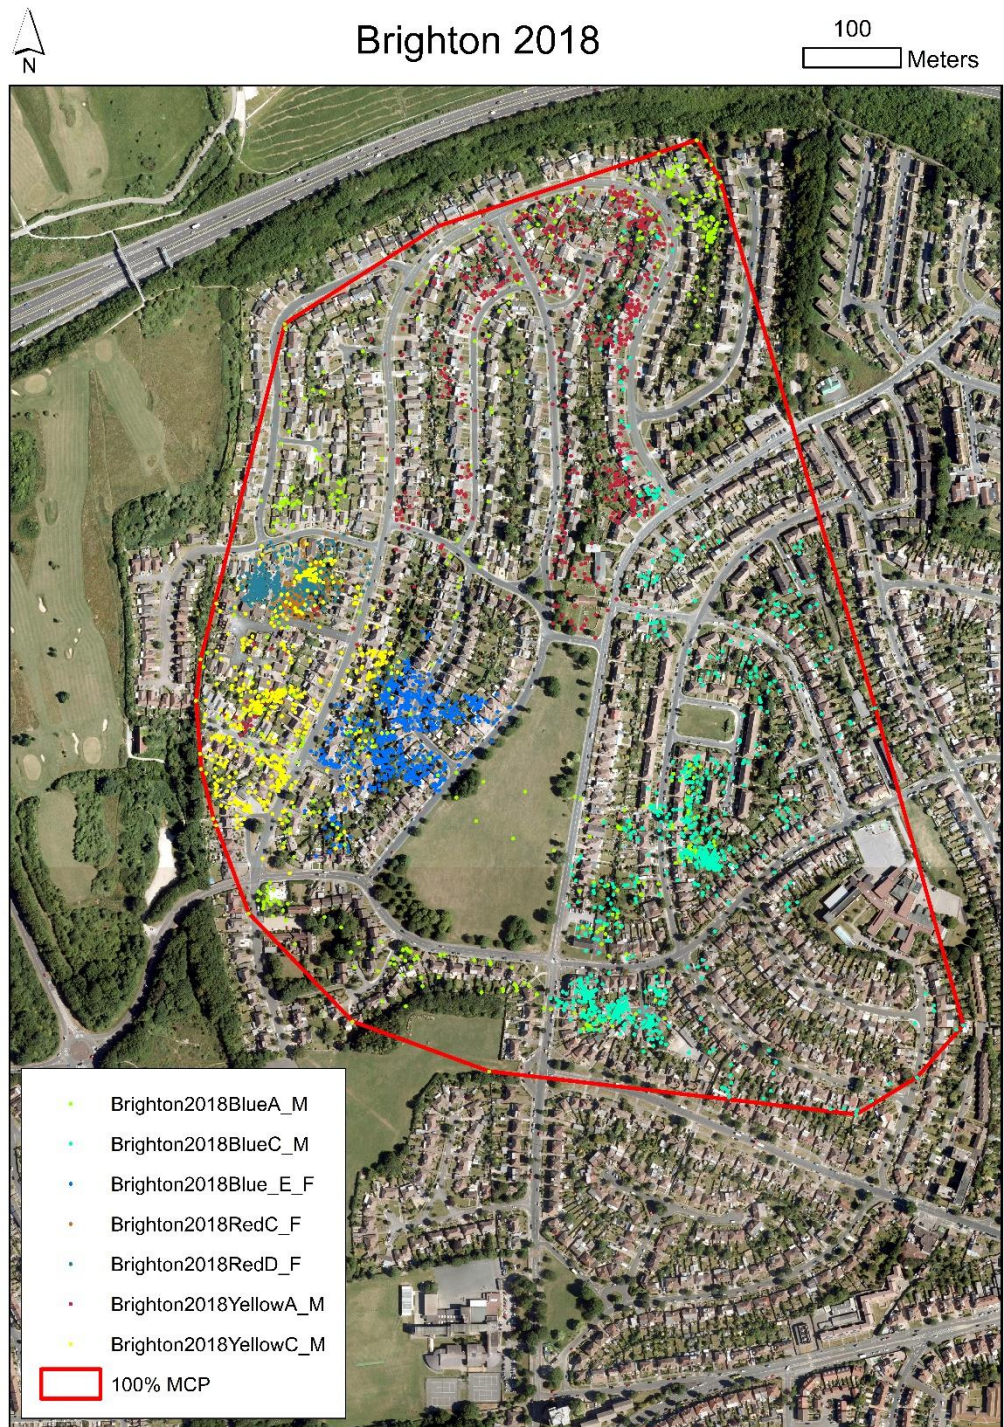 N
Brighton 2018
100
Meters
Brighton2018BlueA_M
Brighton2018BlueC_M
Brighton2018Blue_E_F
Brighton2018RedC_F
Brighton2018RedD_F
Brighton2018YellowA_M
Brighton2018YellowC_M
100% MCP